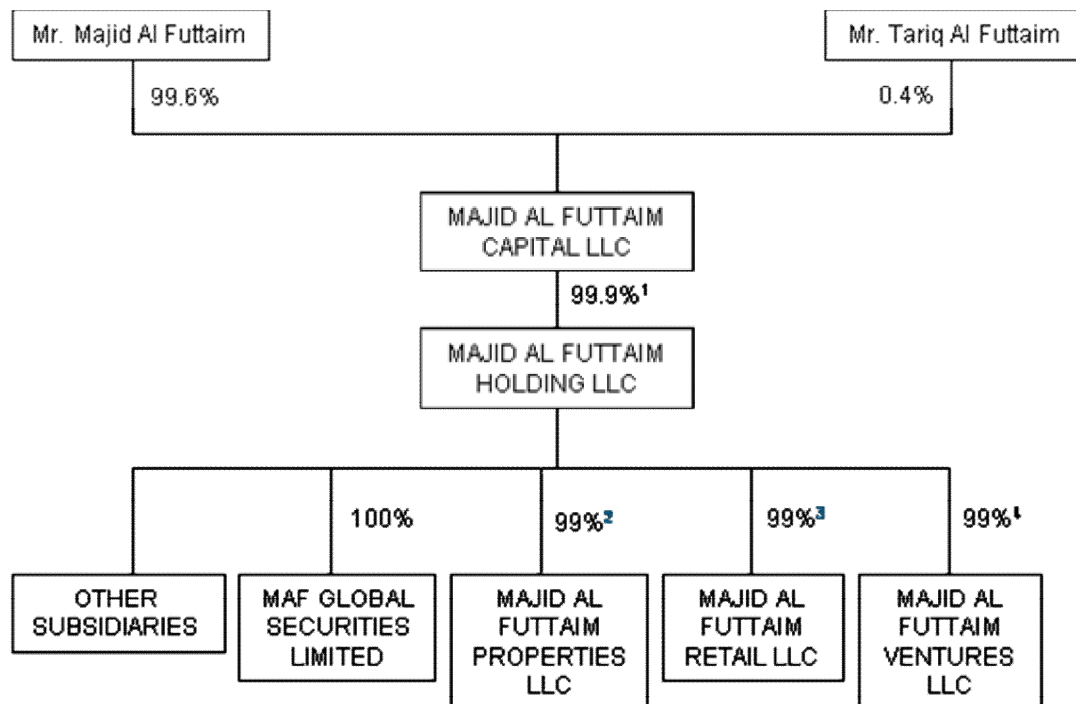 Mr. Majid Al Futtaim
Mr. Tariq Al Futtaim
99.6%
0.4%
MAJID AL FUTTAIM
CAPITAL LLC
99.9%¹
MAJID AL FUTTAIM
HOLDING LLC
100%
99%²
99%³
99%⁴
OTHER
SUBSIDIARIES
MAF GLOBAL
SECURITIES
LIMITED
MAJID AL
FUTTAIM
PROPERTIES
LLC
MAJID AL
FUTTAIM
RETAIL LLC
MAJID AL
FUTTAIM
VENTURES
LLC